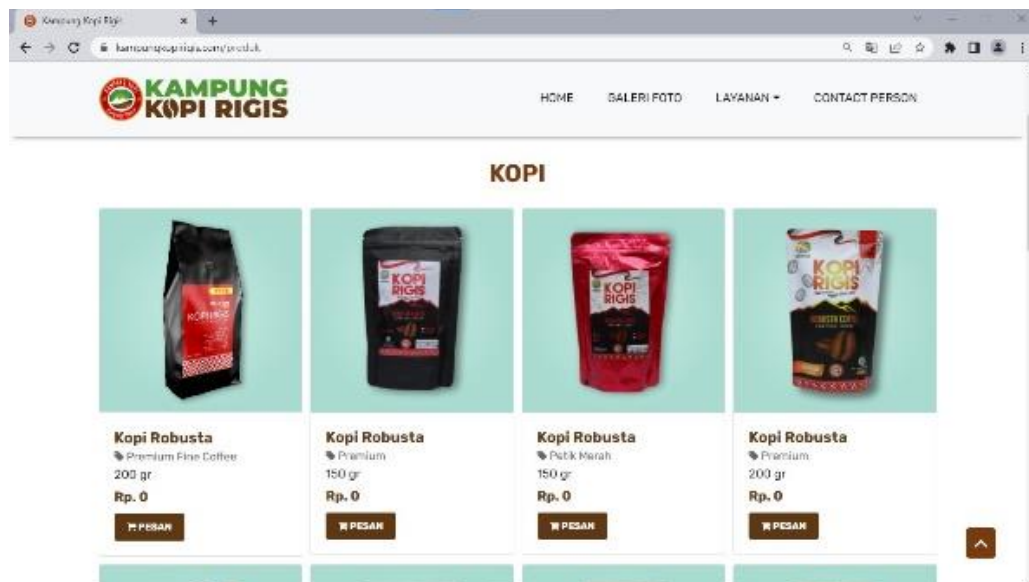 Kampung Kopi Rigis
kampungkopirigis.com/produk
KAMPUNG
KOPI RIGIS
HOME GALERI FOTO LAYANAN CONTACT PERSON
KOPI
KOPI
RIGIS
KOPI
RIGIS
KOPI
RIGIS
ROBUSTA COFFEE
Kopi Robusta
Premium Fine Coffee
200 gr
Rp. 0
PESAN
Kopi Robusta
Premium
150 gr
Rp. 0
PESAN
Kopi Robusta
Petik Merah
150 gr
Rp. 0
PESAN
Kopi Robusta
Premium
200 gr
Rp. 0
PESAN